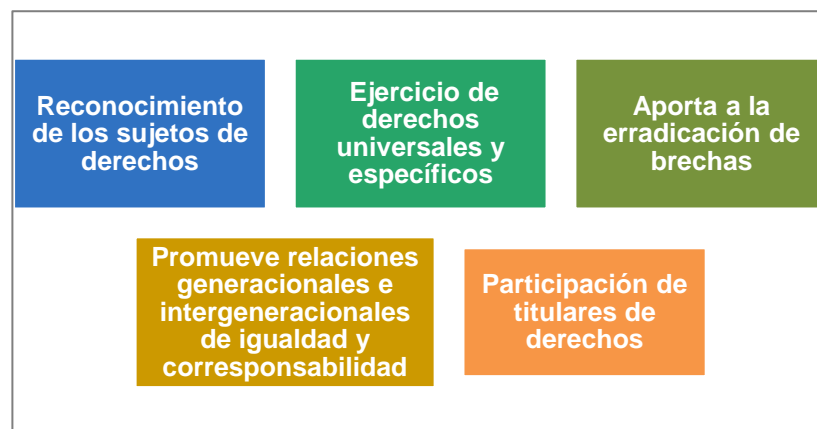 Reconocimiento
de los sujetos de
derechos
Ejercicio de
derechos
universales y
específicos
Aporta a la
erradicación de
brechas
Promueve relaciones
generacionales e
intergeneracionales
de igualdad y
corresponsabilidad
Participación de
titulares de
derechos